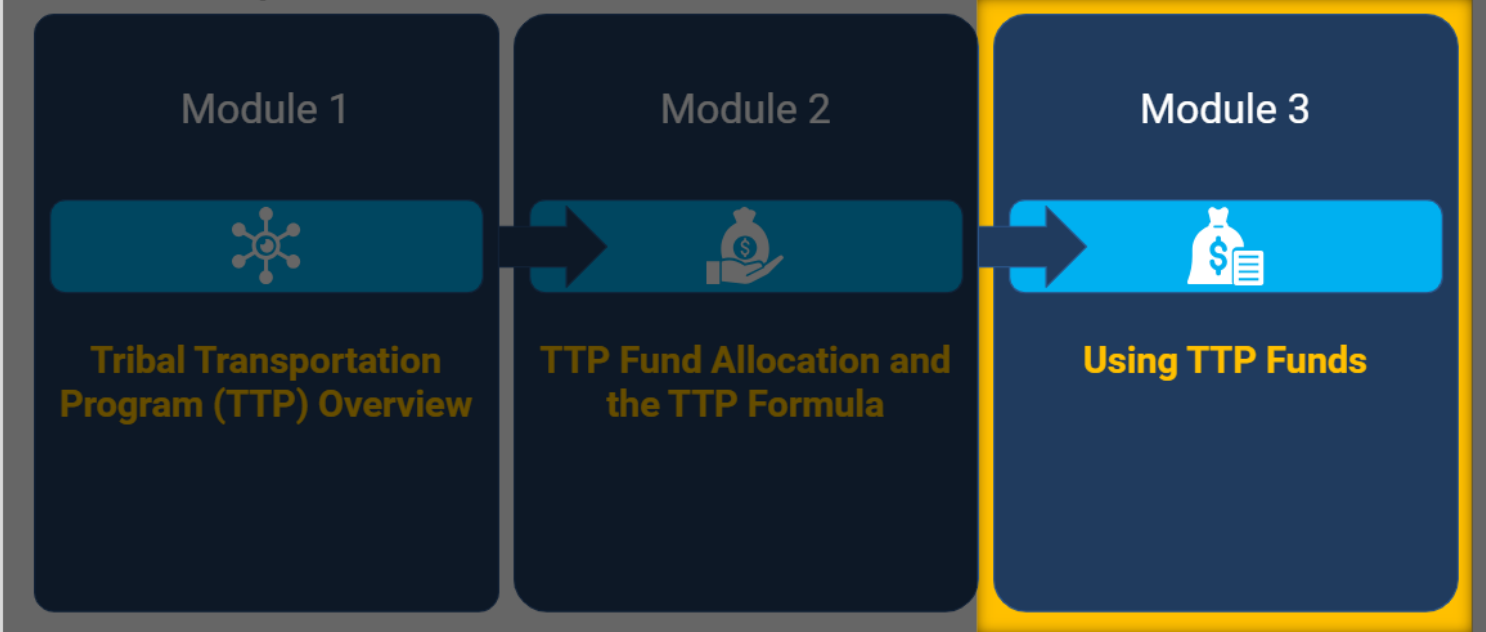 Module 1
Tribal Transportation
Program (TTP) Overview
Module 2
$
TTP Fund Allocation and
the TTP Formula
Module 3
$
Using TTP Funds